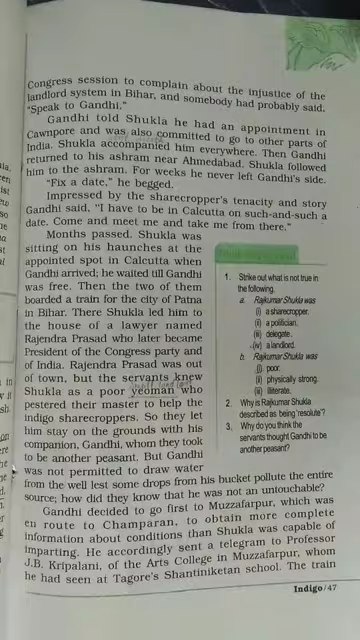 Congress session to complain about the injustice of the
landlord system in Bihar, and somebody had probably said,
"Speak to Gandhi."
Gandhi told Shukla he had an appointment in
Cawnpore and was also committed to go to other parts of
India. Shukla accompanied him everywhere. Then Gandhi
returned to his ashram near Ahmedabad. Shukla followed
him to the ashram. For weeks he never left Gandhi's side.
"Fix a date," he begged.
Impressed by the sharecropper's tenacity and story
Gandhi said, "I have to be in Calcutta on such-and-such a
date. Come and meet me and take me from there."
Months passed. Shukla was
sitting on his haunches at the
appointed spot in Calcutta when
Gandhi arrived; he waited till Gandhi
was free. Then the two of them
boarded a train for the city of Patna
in Bihar. There Shukla led him to
the house of a lawyer named
Rajendra Prasad who later became
President of the Congress party and
of India. Rajendra Prasad was out
of town, but the servants knew
Shukla as a poor yeoman who
pestered their master to help the
indigo sharecroppers. So they let
him stay on the grounds with his
companion, Gandhi, whom they took
to be another peasant. But Gandhi
was not permitted to draw water
from the well lest some drops from his bucket pollute the entire
source; how did they know that he was not an untouchable?
Gandhi decided to go first to Muzzafarpur, which was
en route to Champaran, to obtain more complete
information about conditions than Shukla was capable of
imparting. He accordingly sent a telegram to Professor
J.B. Kripalani, of the Arts College in Muzzafarpur, whom
he had seen at Tagore's Shantiniketan school. The train
1. Strike out what is not true in
the following.
a. Rajkumar Shukla was
(i) a sharecropper.
(ii) a politician.
(iii) delegate.
(iv) a landlord.
b. Rajkumar Shukla was
(i) poor.
(ii) physically strong.
(iii) illiterate.
2. Why is Rajkumar Shukla
described as being 'resolute'?
3. Why do you think the
servants thought Gandhi to be
another peasant?
Indigo/47